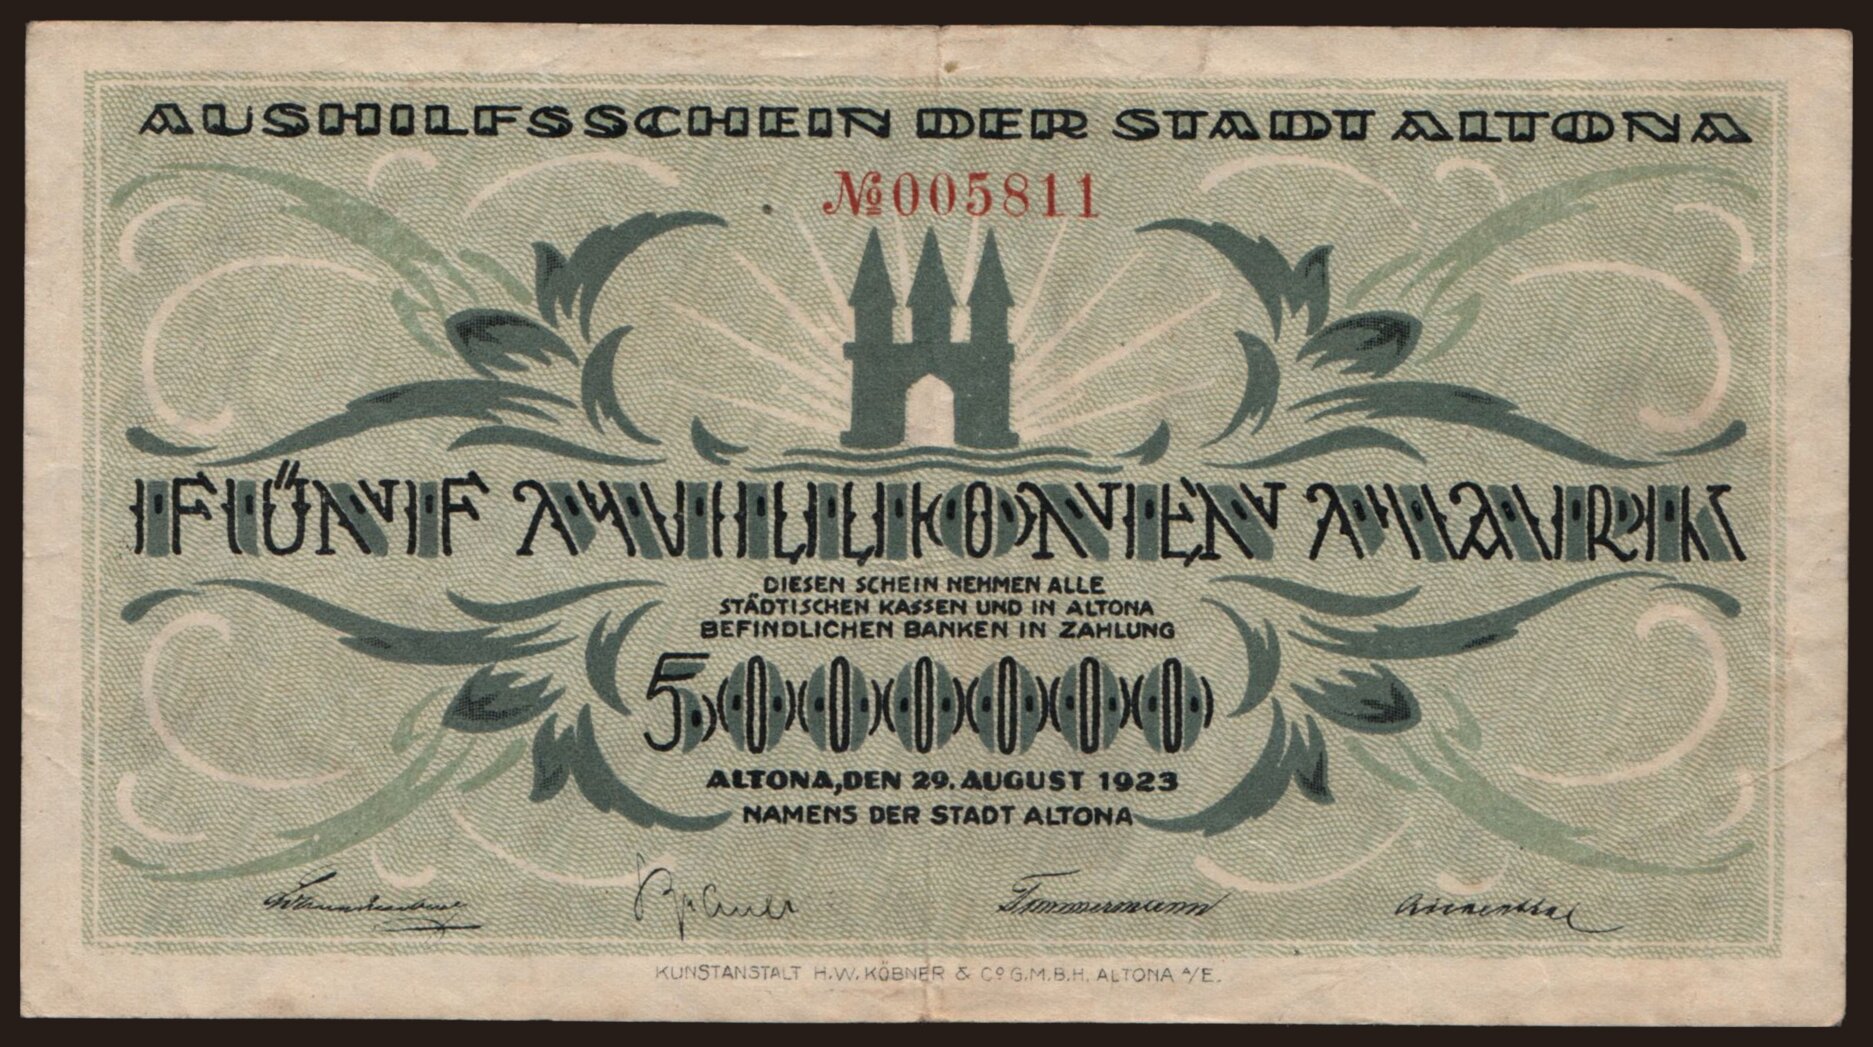 AUSHILFSSCHEIN DER STADT ALTONA
№005811
FÜNF MILLIONEN MARK
DIESEN SCHEIN NEHMEN ALLE
STÄDTISCHEN KASSEN UND IN ALTONA
BEFINDLICHEN BANKEN IN ZAHLUNG
5000000
ALTONA, DEN 29. AUGUST 1923
NAMENS DER STADT ALTONA
Timmermann
KUNSTANSTALT H.W. KÖBNER & Cº G.M.B.H. ALTONA A/E.